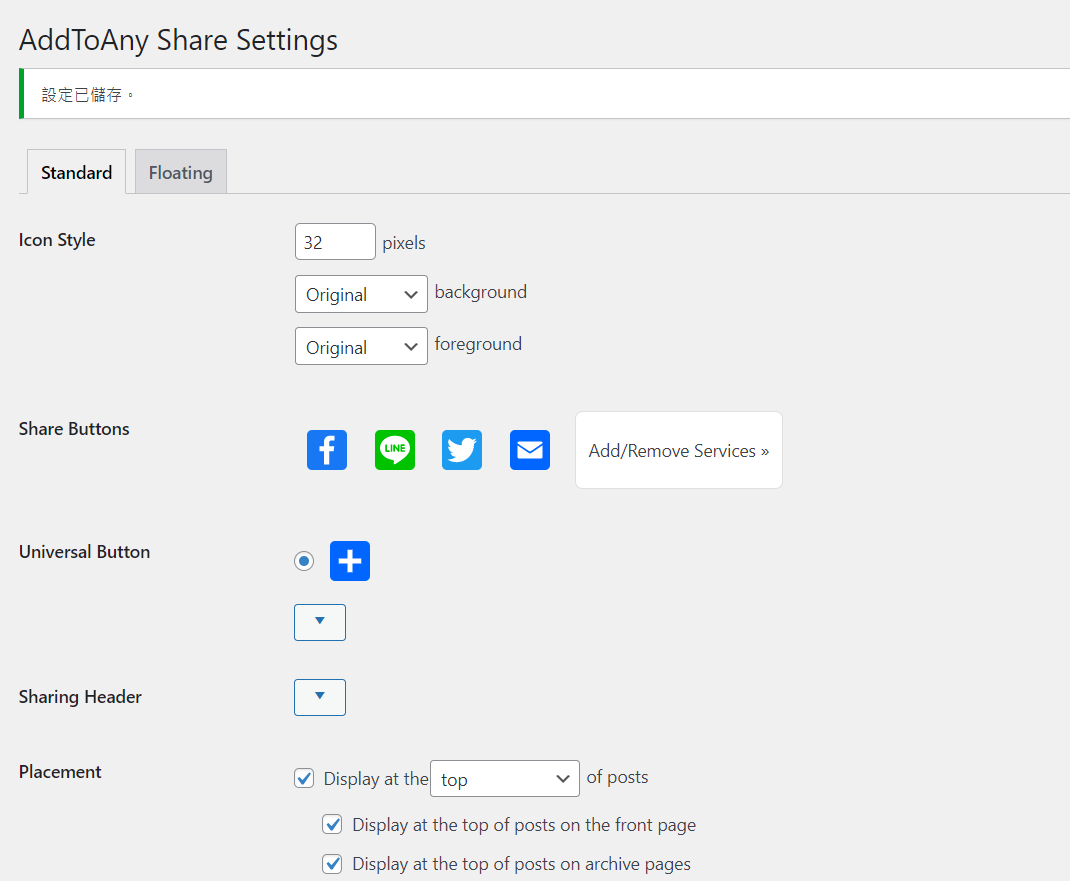 AddToAny Share Settings
設定已儲存。
Standard
Floating
Icon Style
32 pixels
Original background
Original foreground
Share Buttons
LINE
Add/Remove Services »
Universal Button
Sharing Header
Placement
Display at the top of posts
Display at the top of posts on the front page
Display at the top of posts on archive pages